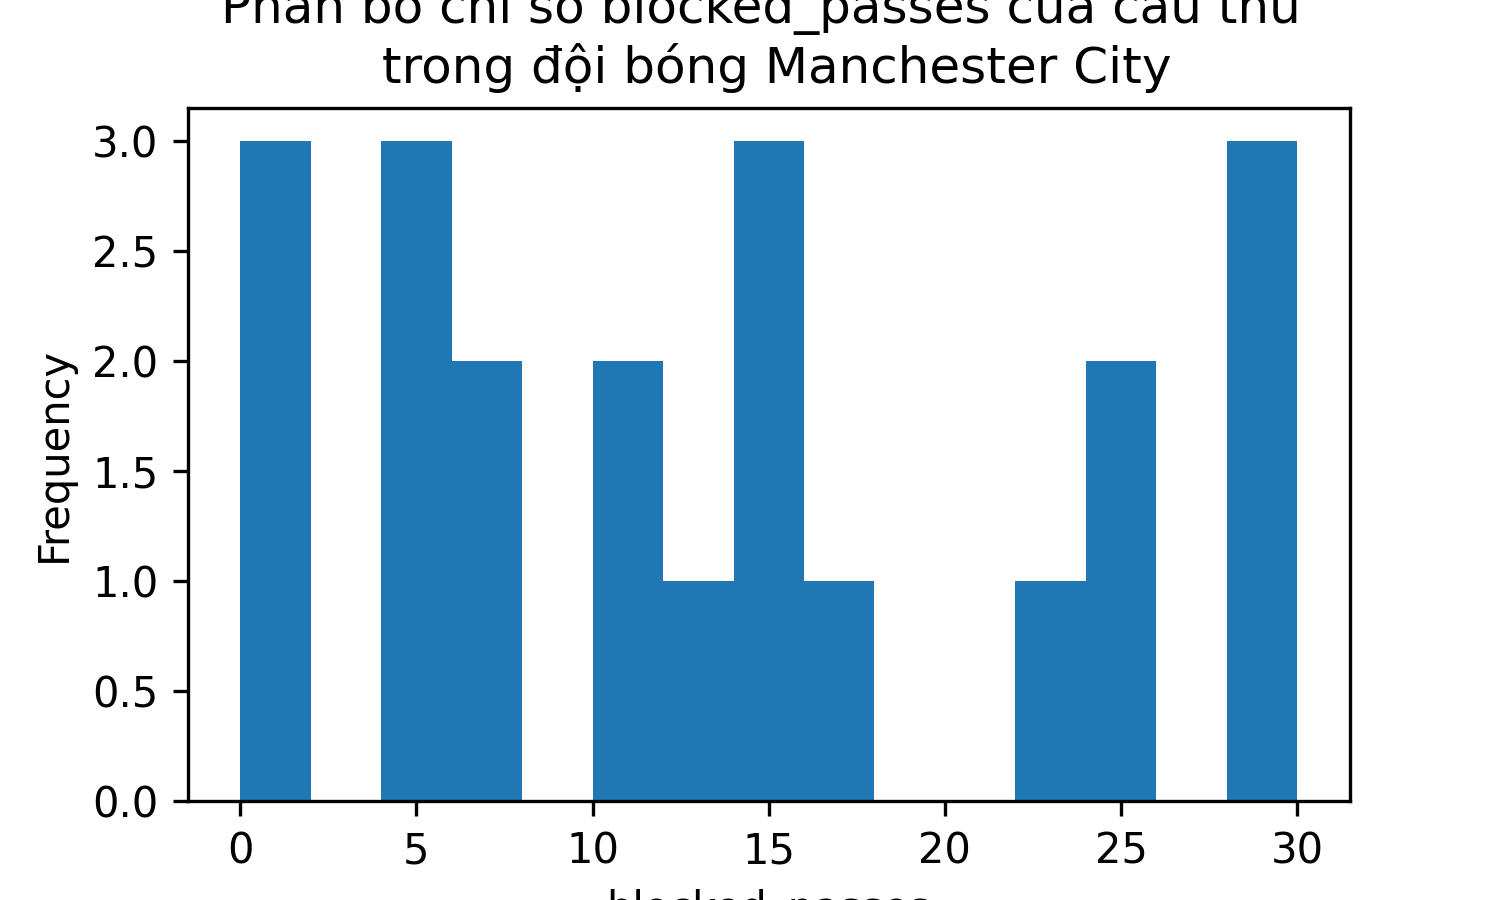 Phân bố chỉ số blocked_passes của cầu thủ
trong đội bóng Manchester City
Frequency
3.0
2.5
2.0
1.5
1.0
0.5
0.0
0 5 10 15 20 25 30
blocked_passes